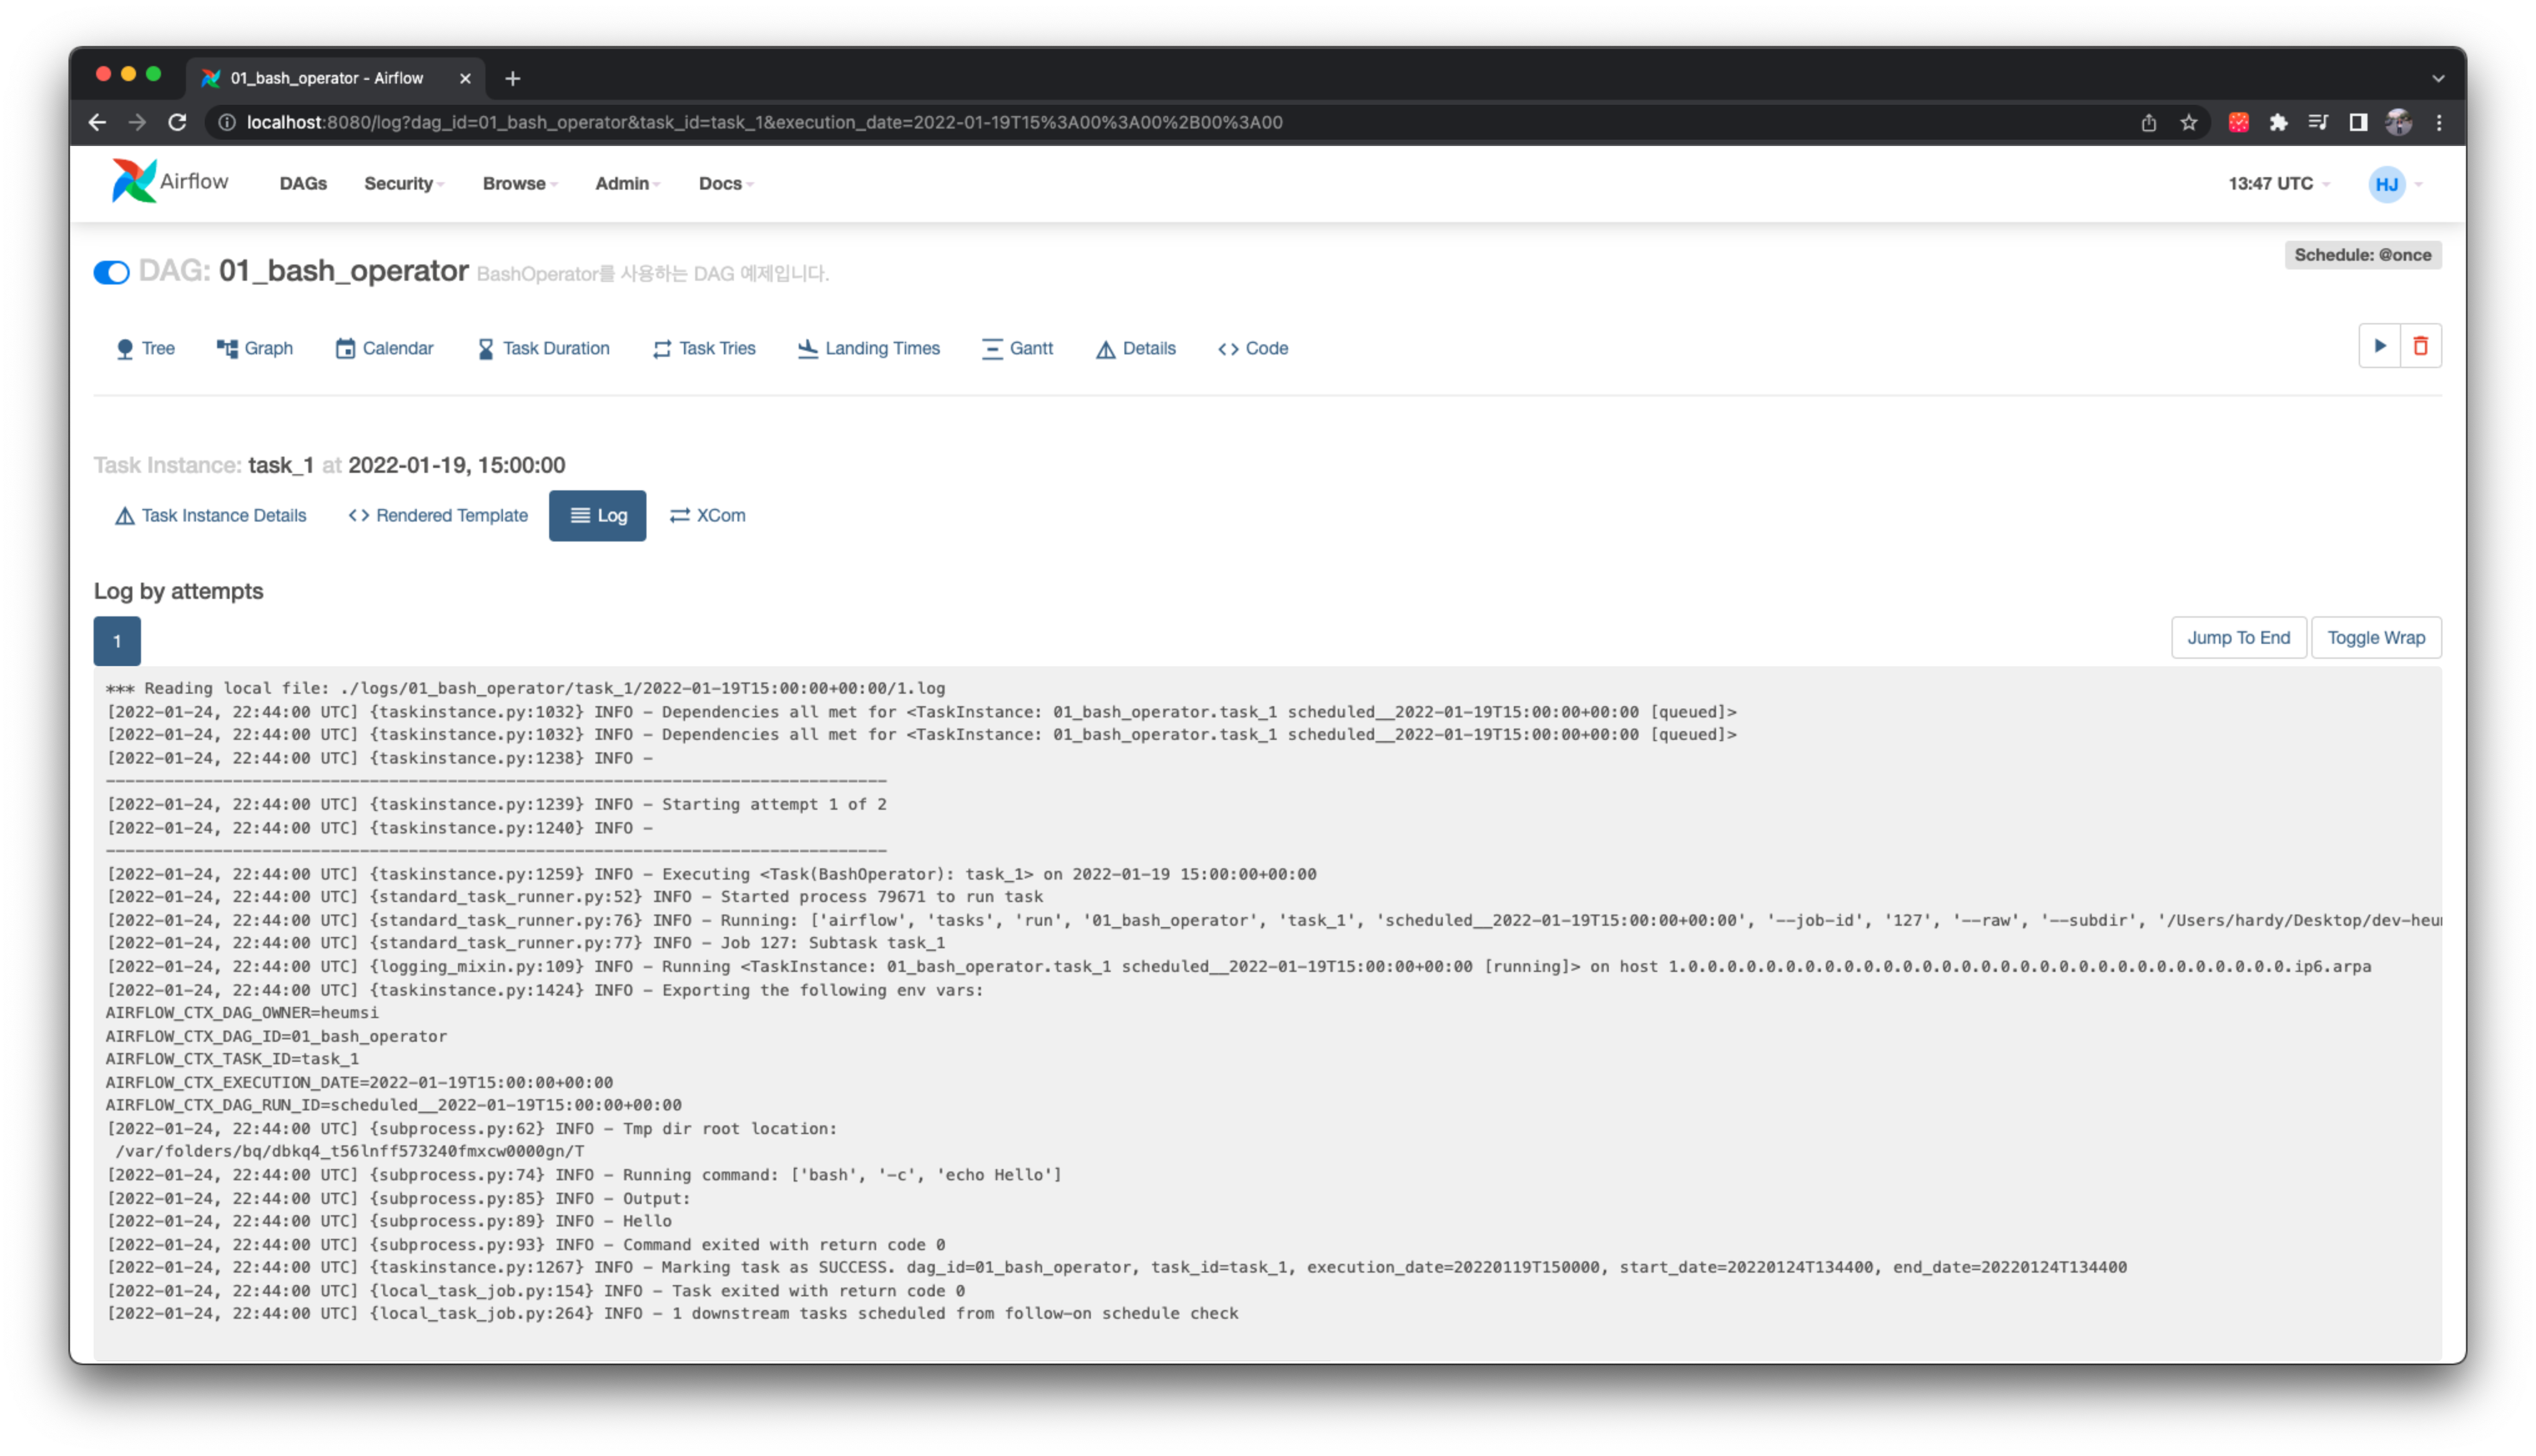 01_bash_operator - Airflow
localhost:8080/log?dag_id=01_bash_operator&task_id=task_1&execution_date=2022-01-19T15%3A00%3A00%2B00%3A00
Airflow DAGs Security Browse Admin Docs 13:47 UTC HJ
Schedule: @once
DAG: 01_bash_operator BashOperator를 사용하는 DAG 예제입니다.
Tree Graph Calendar Task Duration Task Tries Landing Times Gantt Details Code
Task Instance: task_1 at 2022-01-19, 15:00:00
Task Instance Details Rendered Template Log XCom
Log by attempts
1 Jump To End Toggle Wrap
*** Reading local file: ./logs/01_bash_operator/task_1/2022-01-19T15:00:00+00:00/1.log
[2022-01-24, 22:44:00 UTC] {taskinstance.py:1032} INFO - Dependencies all met for <TaskInstance: 01_bash_operator.task_1 scheduled__2022-01-19T15:00:00+00:00 [queued]>
[2022-01-24, 22:44:00 UTC] {taskinstance.py:1032} INFO - Dependencies all met for <TaskInstance: 01_bash_operator.task_1 scheduled__2022-01-19T15:00:00+00:00 [queued]>
[2022-01-24, 22:44:00 UTC] {taskinstance.py:1238} INFO -
--------------------------------------------------------------------------------
[2022-01-24, 22:44:00 UTC] {taskinstance.py:1239} INFO - Starting attempt 1 of 2
[2022-01-24, 22:44:00 UTC] {taskinstance.py:1240} INFO -
--------------------------------------------------------------------------------
[2022-01-24, 22:44:00 UTC] {taskinstance.py:1259} INFO - Executing <Task(BashOperator): task_1> on 2022-01-19 15:00:00+00:00
[2022-01-24, 22:44:00 UTC] {standard_task_runner.py:52} INFO - Started process 79671 to run task
[2022-01-24, 22:44:00 UTC] {standard_task_runner.py:76} INFO - Running: ['airflow', 'tasks', 'run', '01_bash_operator', 'task_1', 'scheduled__2022-01-19T15:00:00+00:00', '--job-id', '127', '--raw', '--subdir', '/Users/hardy/Desktop/dev-heu
[2022-01-24, 22:44:00 UTC] {standard_task_runner.py:77} INFO - Job 127: Subtask task_1
[2022-01-24, 22:44:00 UTC] {logging_mixin.py:109} INFO - Running <TaskInstance: 01_bash_operator.task_1 scheduled__2022-01-19T15:00:00+00:00 [running]> on host 1.0.0.0.0.0.0.0.0.0.0.0.0.0.0.0.0.0.0.0.0.0.0.0.0.0.0.0.0.0.0.0.ip6.arpa
[2022-01-24, 22:44:00 UTC] {taskinstance.py:1424} INFO - Exporting the following env vars:
AIRFLOW_CTX_DAG_OWNER=heumsi
AIRFLOW_CTX_DAG_ID=01_bash_operator
AIRFLOW_CTX_TASK_ID=task_1
AIRFLOW_CTX_EXECUTION_DATE=2022-01-19T15:00:00+00:00
AIRFLOW_CTX_DAG_RUN_ID=scheduled__2022-01-19T15:00:00+00:00
[2022-01-24, 22:44:00 UTC] {subprocess.py:62} INFO - Tmp dir root location:
/var/folders/bq/dbkq4_t56lnff573240fmxcw0000gn/T
[2022-01-24, 22:44:00 UTC] {subprocess.py:74} INFO - Running command: ['bash', '-c', 'echo Hello']
[2022-01-24, 22:44:00 UTC] {subprocess.py:85} INFO - Output:
[2022-01-24, 22:44:00 UTC] {subprocess.py:89} INFO - Hello
[2022-01-24, 22:44:00 UTC] {subprocess.py:93} INFO - Command exited with return code 0
[2022-01-24, 22:44:00 UTC] {taskinstance.py:1267} INFO - Marking task as SUCCESS. dag_id=01_bash_operator, task_id=task_1, execution_date=20220119T150000, start_date=20220124T134400, end_date=20220124T134400
[2022-01-24, 22:44:00 UTC] {local_task_job.py:154} INFO - Task exited with return code 0
[2022-01-24, 22:44:00 UTC] {local_task_job.py:264} INFO - 1 downstream tasks scheduled from follow-on schedule check